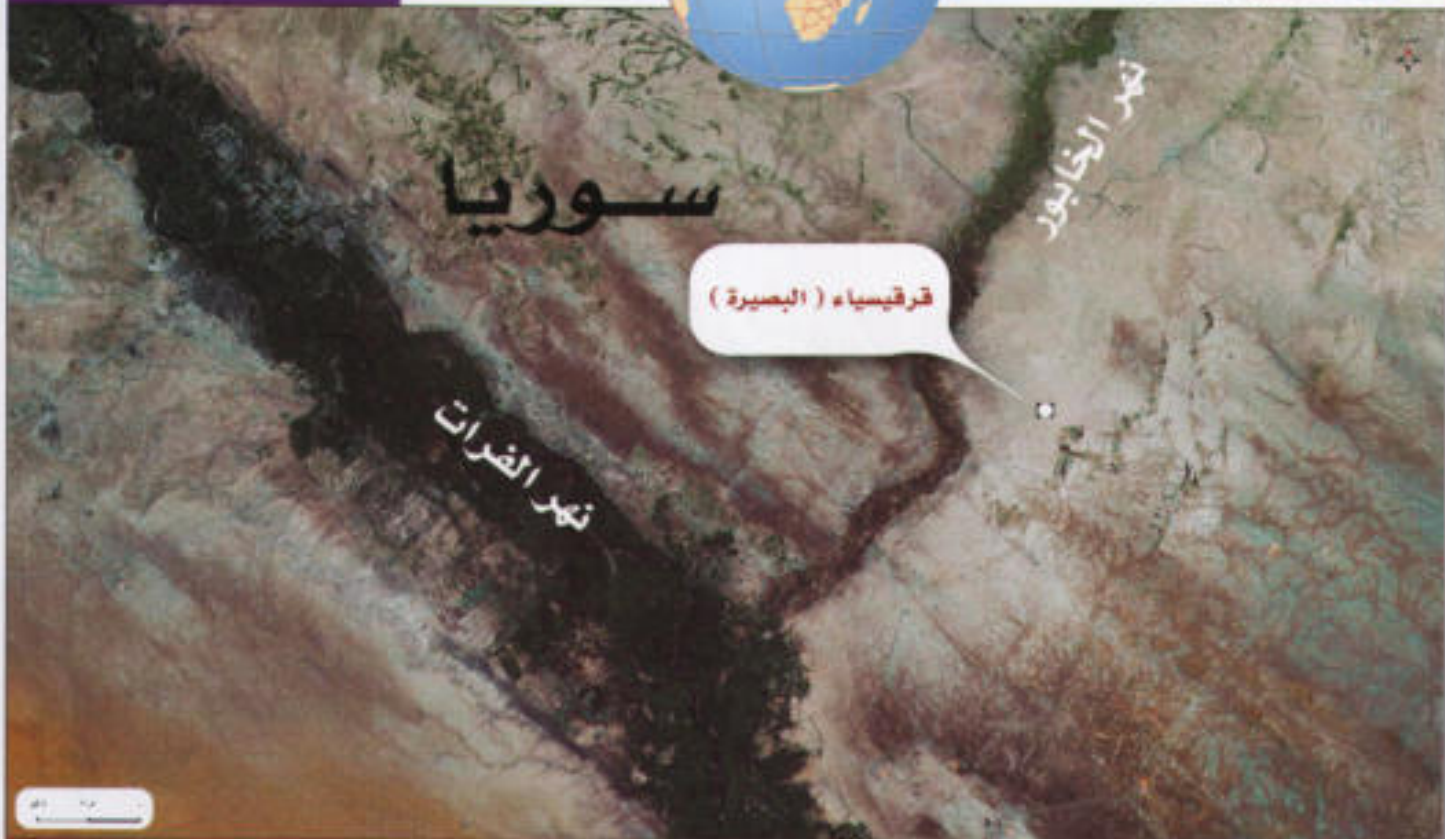 نهر الخابور
سوريا
قرقيسياء ( البصيرة )
نهر الفرات